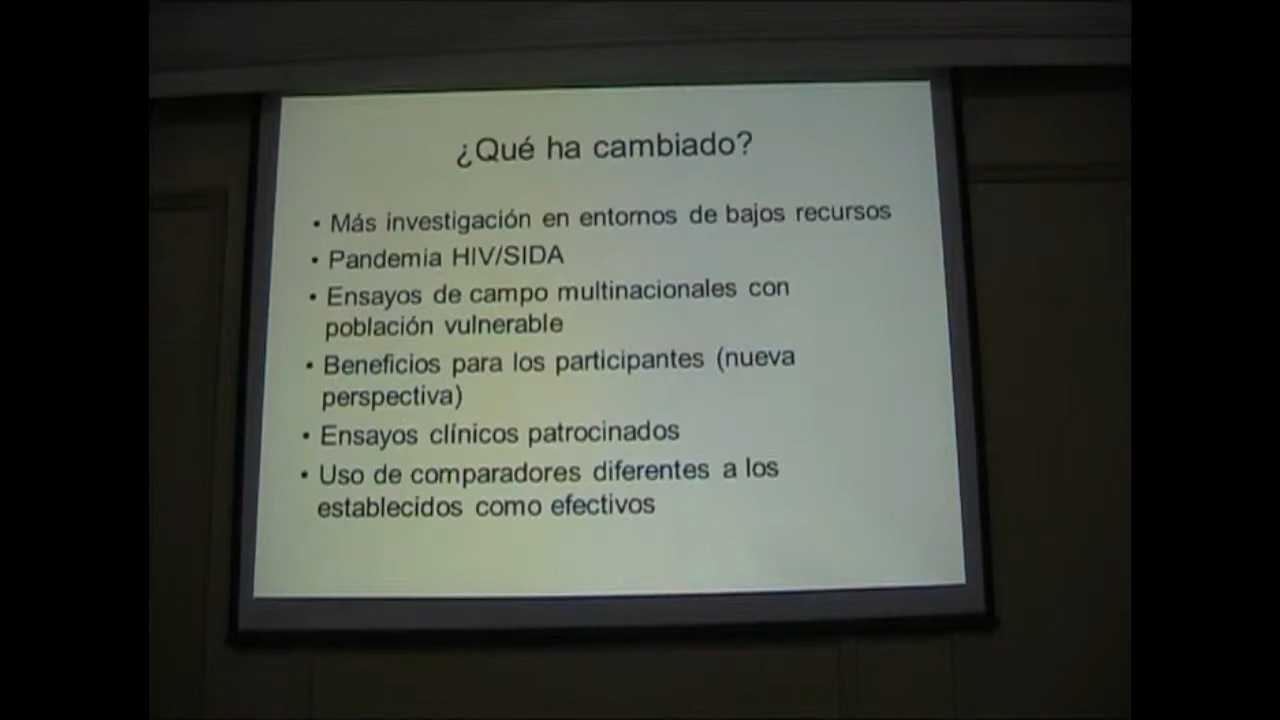 ¿Qué ha cambiado?
• Más investigación en entornos de bajos recursos
• Pandemia HIV/SIDA
• Ensayos de campo multinacionales con
población vulnerable
• Beneficios para los participantes (nueva
perspectiva)
• Ensayos clínicos patrocinados
• Uso de comparadores diferentes a los
establecidos como efectivos